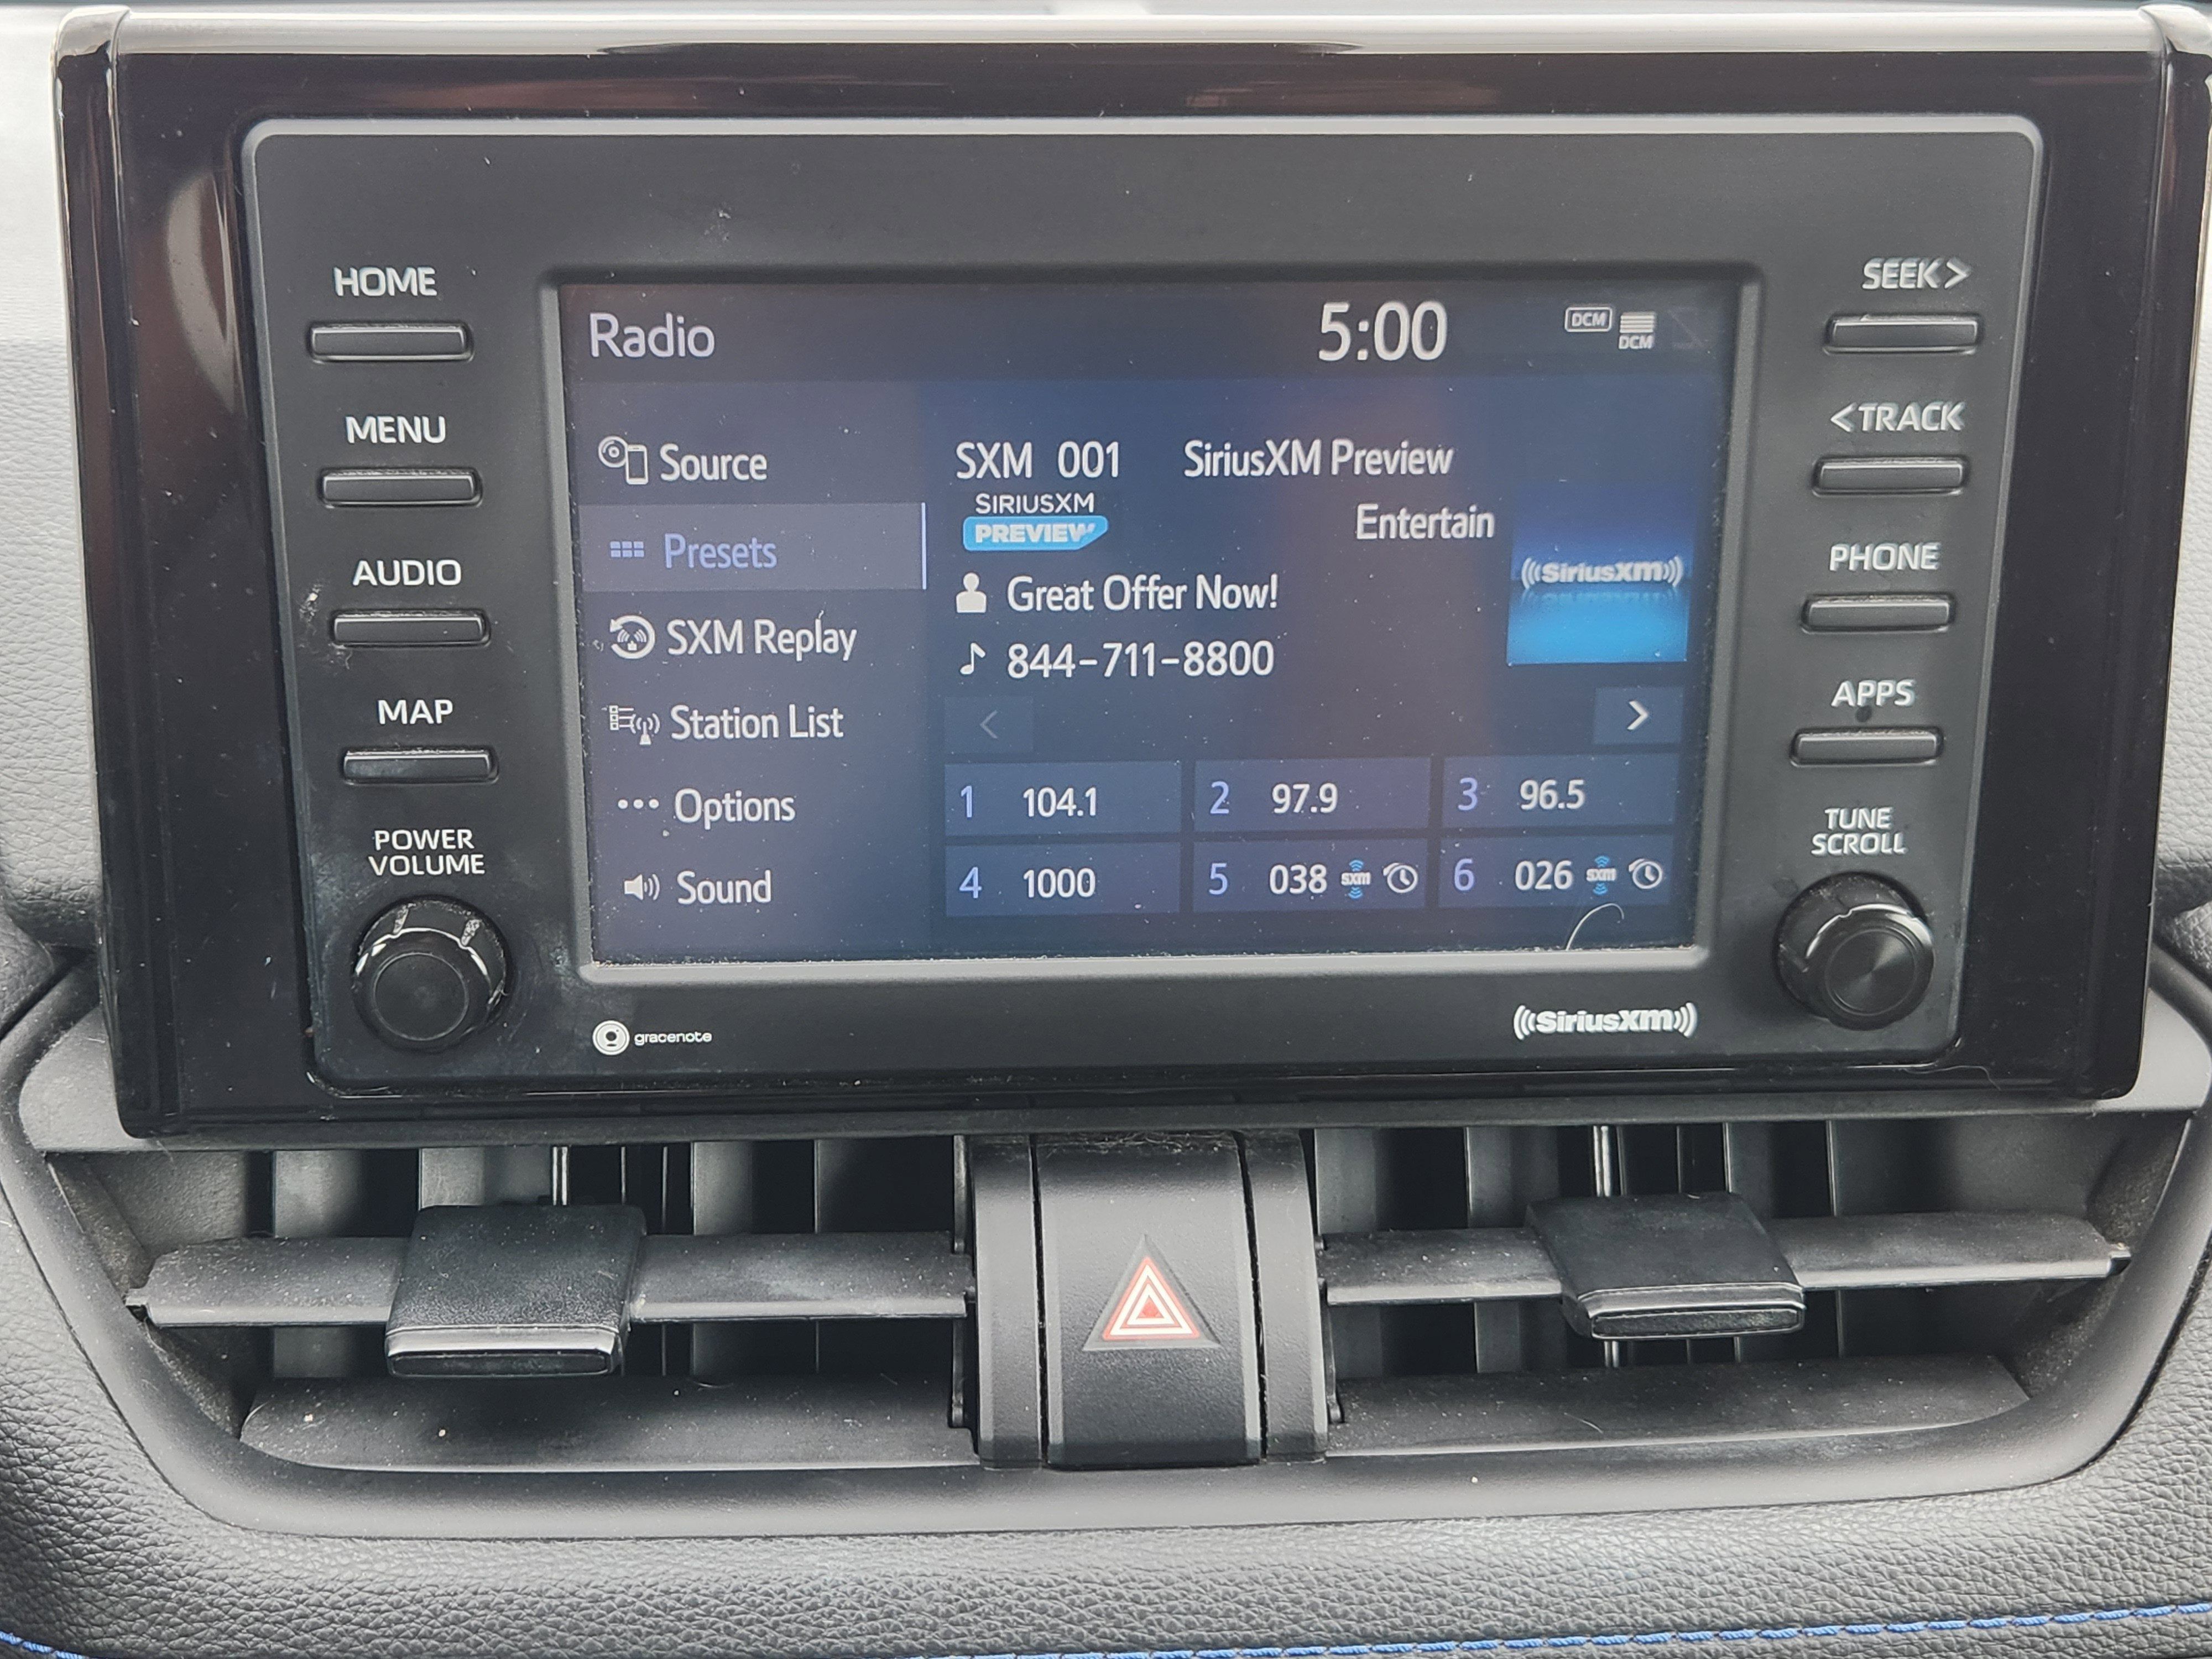 HOME
MENU
AUDIO
MAP
POWER
VOLUME
Radio
5:00
DCM
DCM
Source
Presets
SXM Replay
Station List
Options
Sound
SXM 001 SiriusXM Preview
SIRIUSXM
PREVIEW
Entertain
Great Offer Now!
844-711-8800
((SiriusXM))
<
>
1 104.1
2 97.9
3 96.5
4 1000
5 038 sxm
6 026 sxm
SEEK >
< TRACK
PHONE
APPS
TUNE
SCROLL
gracenote
((SiriusXM))